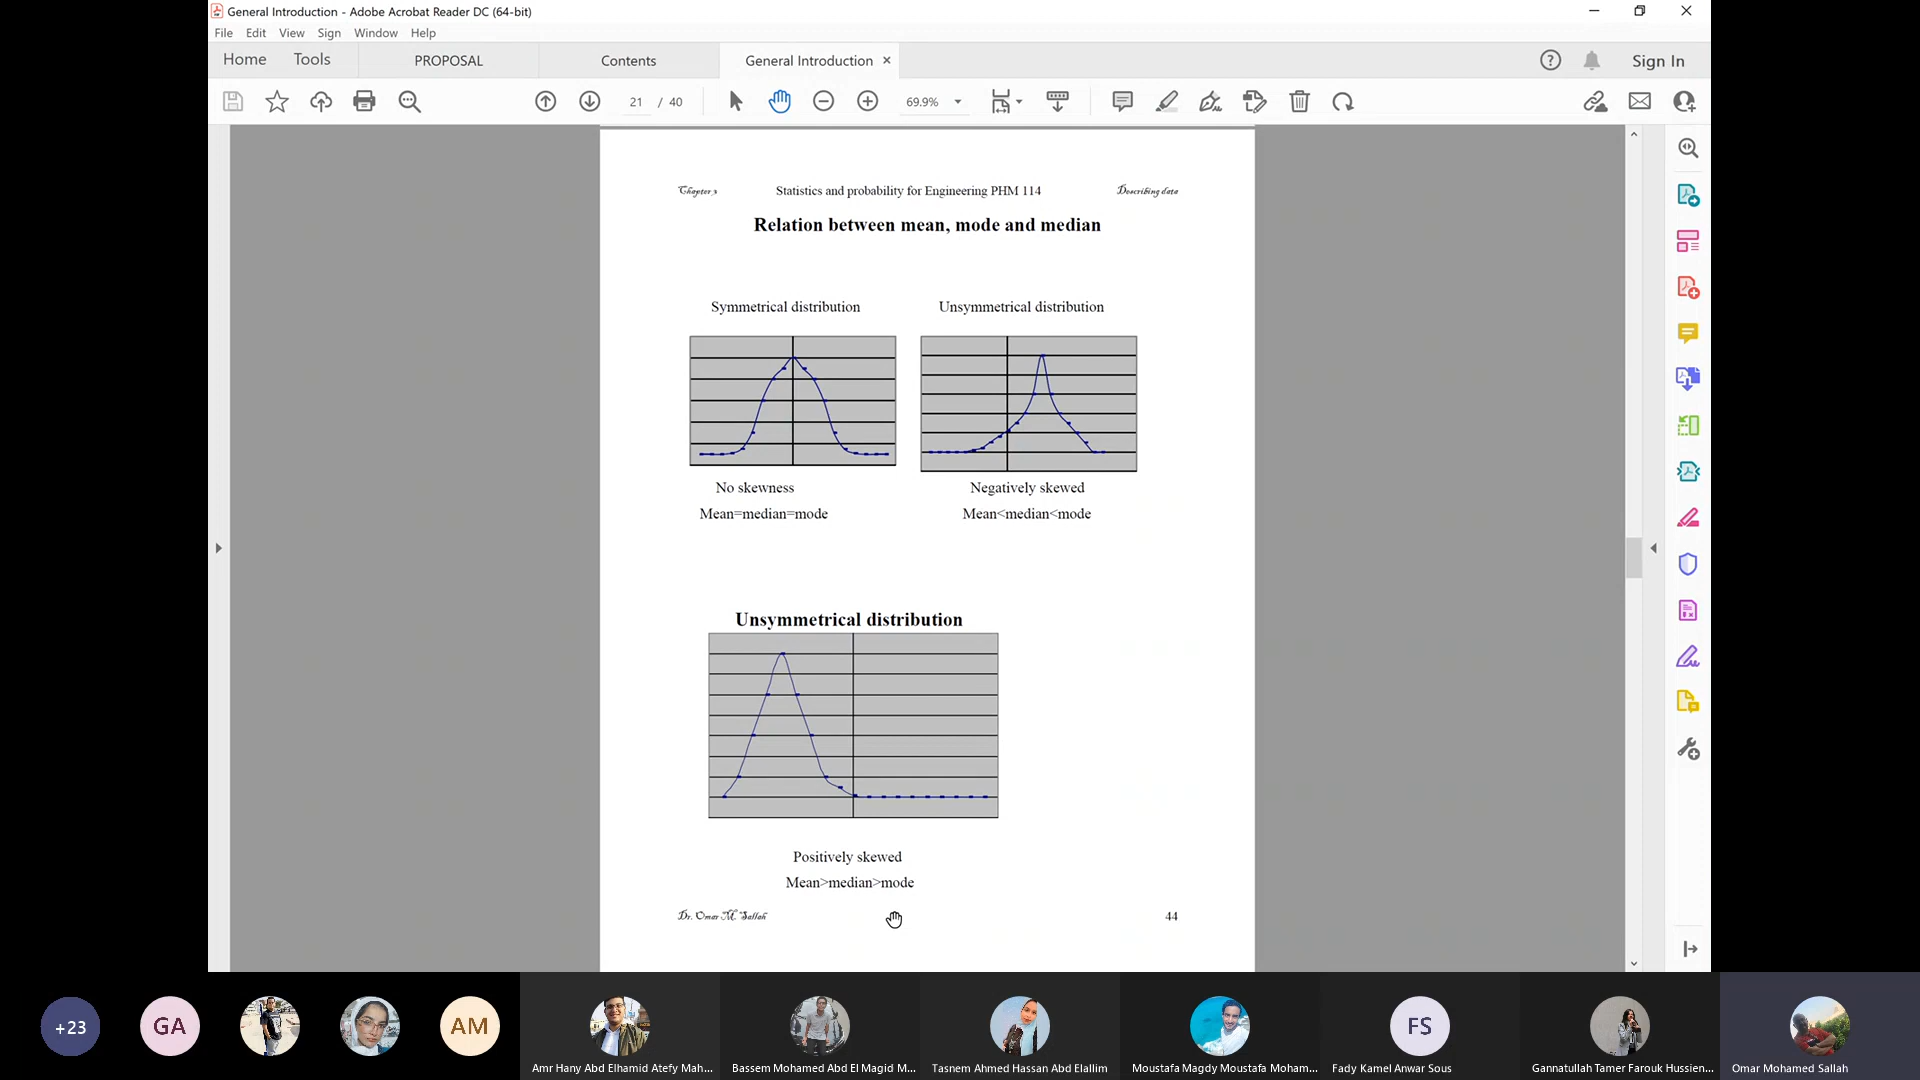 General Introduction - Adobe Acrobat Reader DC (64-bit)
File Edit View Sign Window Help
Home Tools PROPOSAL Contents General Introduction × Sign In
21 / 40 69.9%
Chapter 3 Statistics and probability for Engineering PHM 114 Describing data
Relation between mean, mode and median
Symmetrical distribution Unsymmetrical distribution
No skewness Negatively skewed
Mean=median=mode Mean<median<mode
Unsymmetrical distribution
Positively skewed
Mean>median>mode
Dr. Omar M. Sallah 44
+23 GA AM FS
Amr Hany Abd Elhamid Atefy Mah... Bassem Mohamed Abd El Magid M... Tasnem Ahmed Hassan Abd Elallim Moustafa Magdy Moustafa Moham... Fady Kamel Anwar Sous Gannatullah Tamer Farouk Hussien... Omar Mohamed Sallah